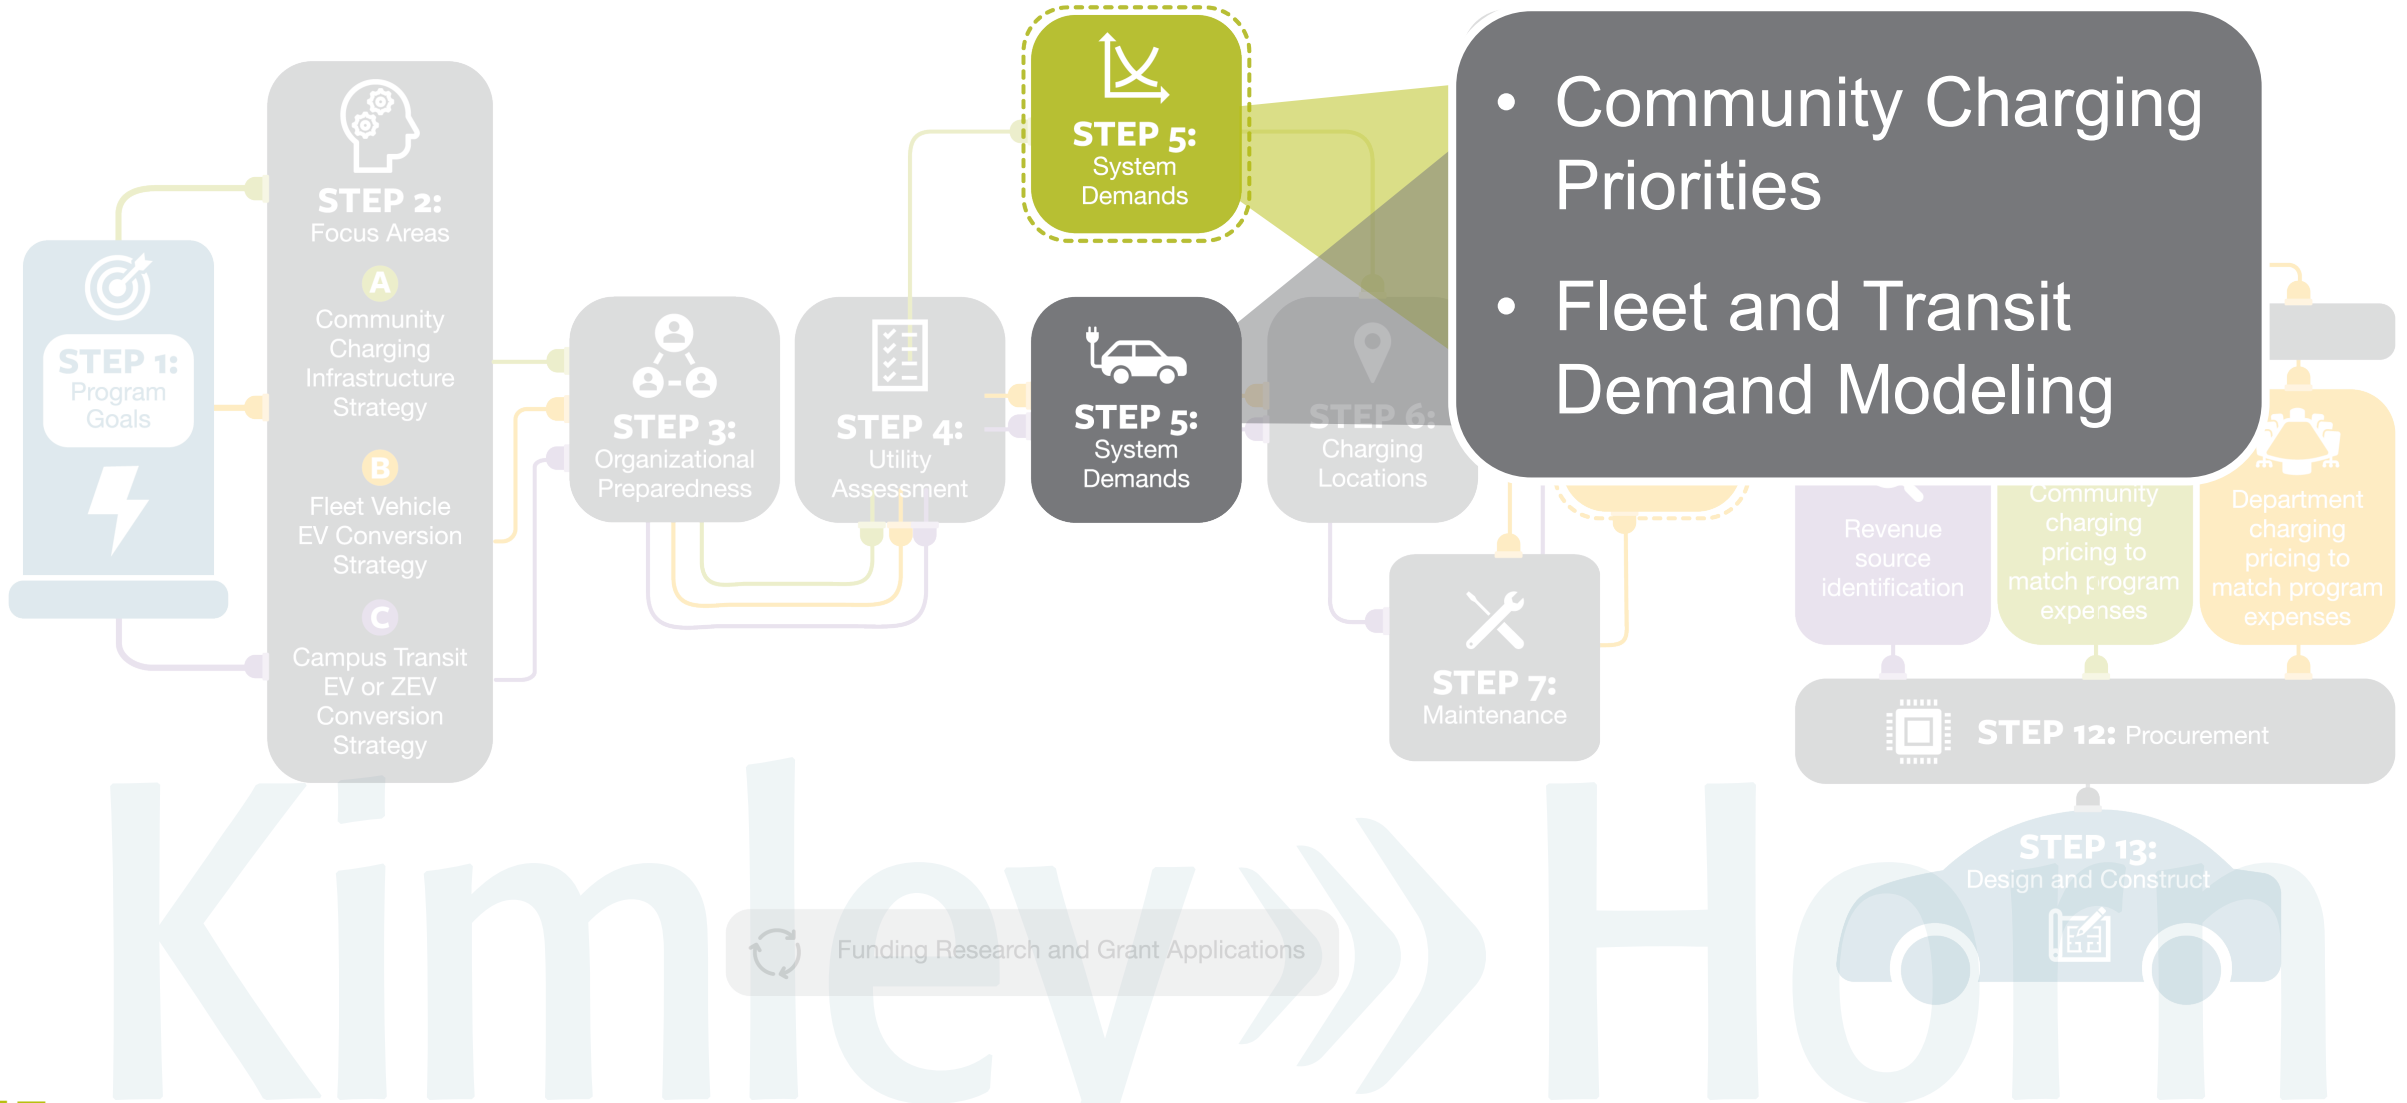 STEP 1:
Program
Goals
STEP 2:
Focus Areas
A
Community
Charging
Infrastructure
Strategy
B
Fleet Vehicle
EV Conversion
Strategy
C
Campus Transit
EV or ZEV
Conversion
Strategy
STEP 3:
Organizational
Preparedness
STEP 4:
Utility
Assessment
STEP 5:
System
Demands
STEP 5:
System
Demands
• Community Charging
Priorities
• Fleet and Transit
Demand Modeling
STEP 6:
Charging
Locations
STEP 7:
Maintenance
Revenue
source
identification
Community
charging
pricing to
match program
expenses
Department
charging
pricing to
match program
expenses
STEP 12: Procurement
STEP 13:
Design and Construct
Funding Research and Grant Applications
Kimley Horn